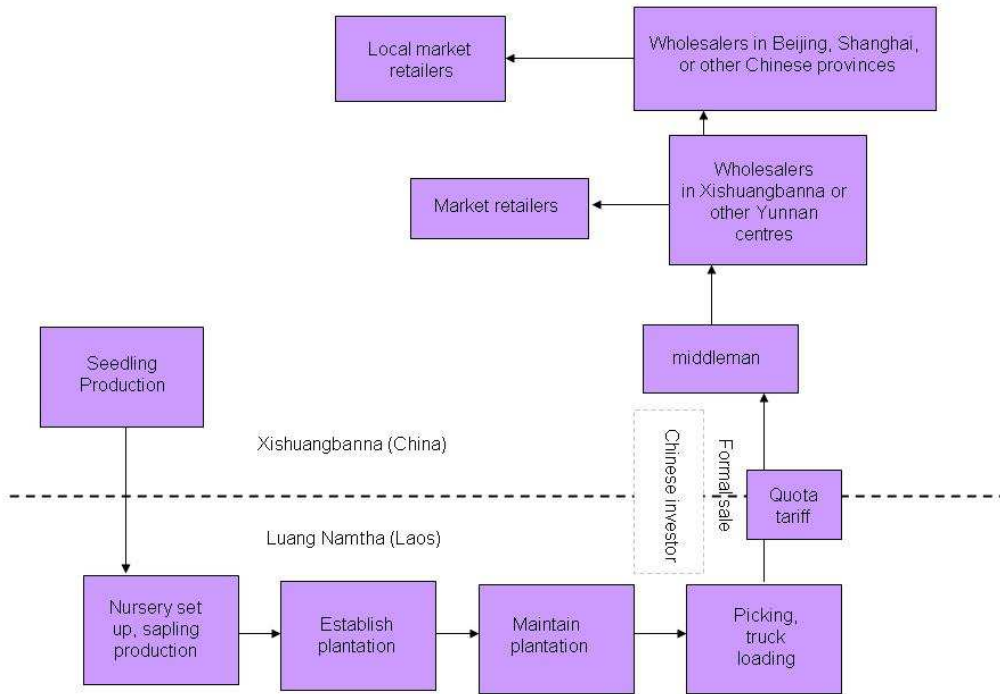 Local market
retailers
Wholesalers in Beijing, Shanghai,
or other Chinese provinces
Market retailers
Wholesalers
in Xishuangbanna or
other Yunnan
centres
Seedling
Production
middleman
Xishuangbanna (China)
Chinese investor
Formal sale
Quota
tariff
Luang Namtha (Laos)
Nursery set
up, sapling
production
Establish
plantation
Maintain
plantation
Picking,
truck
loading